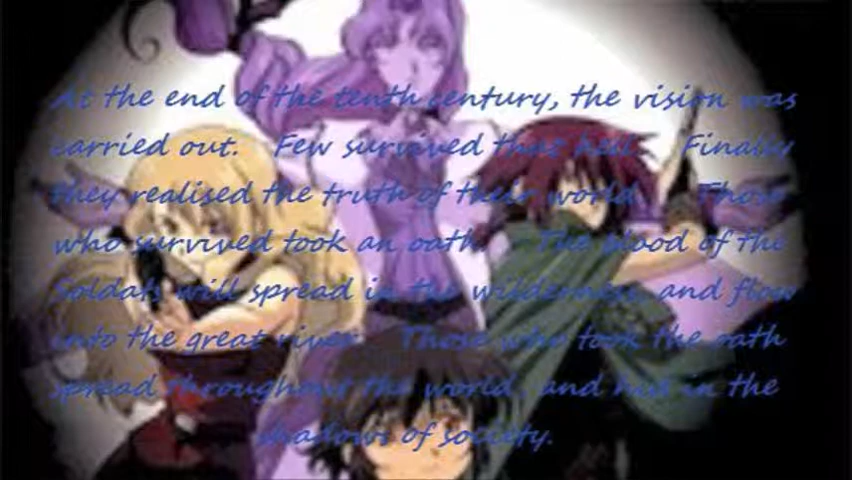 At the end of the tenth century, the vision was
carried out. Few survived that hell. Finally
they realised the truth of their world. Those
who survived took an oath. The blood of the
Soldats will spread in the wilderness, and flow
into the great river. Those who took the oath
spread throughout the world, and hid in the
shadows of society.